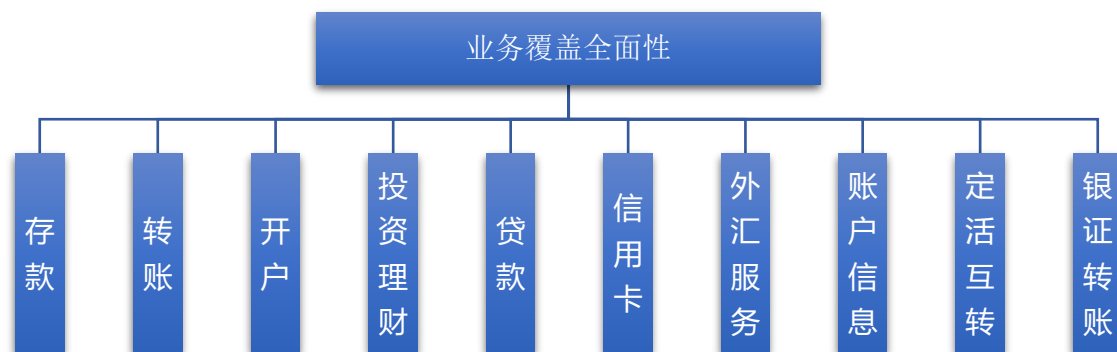 业务覆盖全面性
存款
转账
开户
投资理财
贷款
信用卡
外汇服务
账户信息
定活互转
银证转账